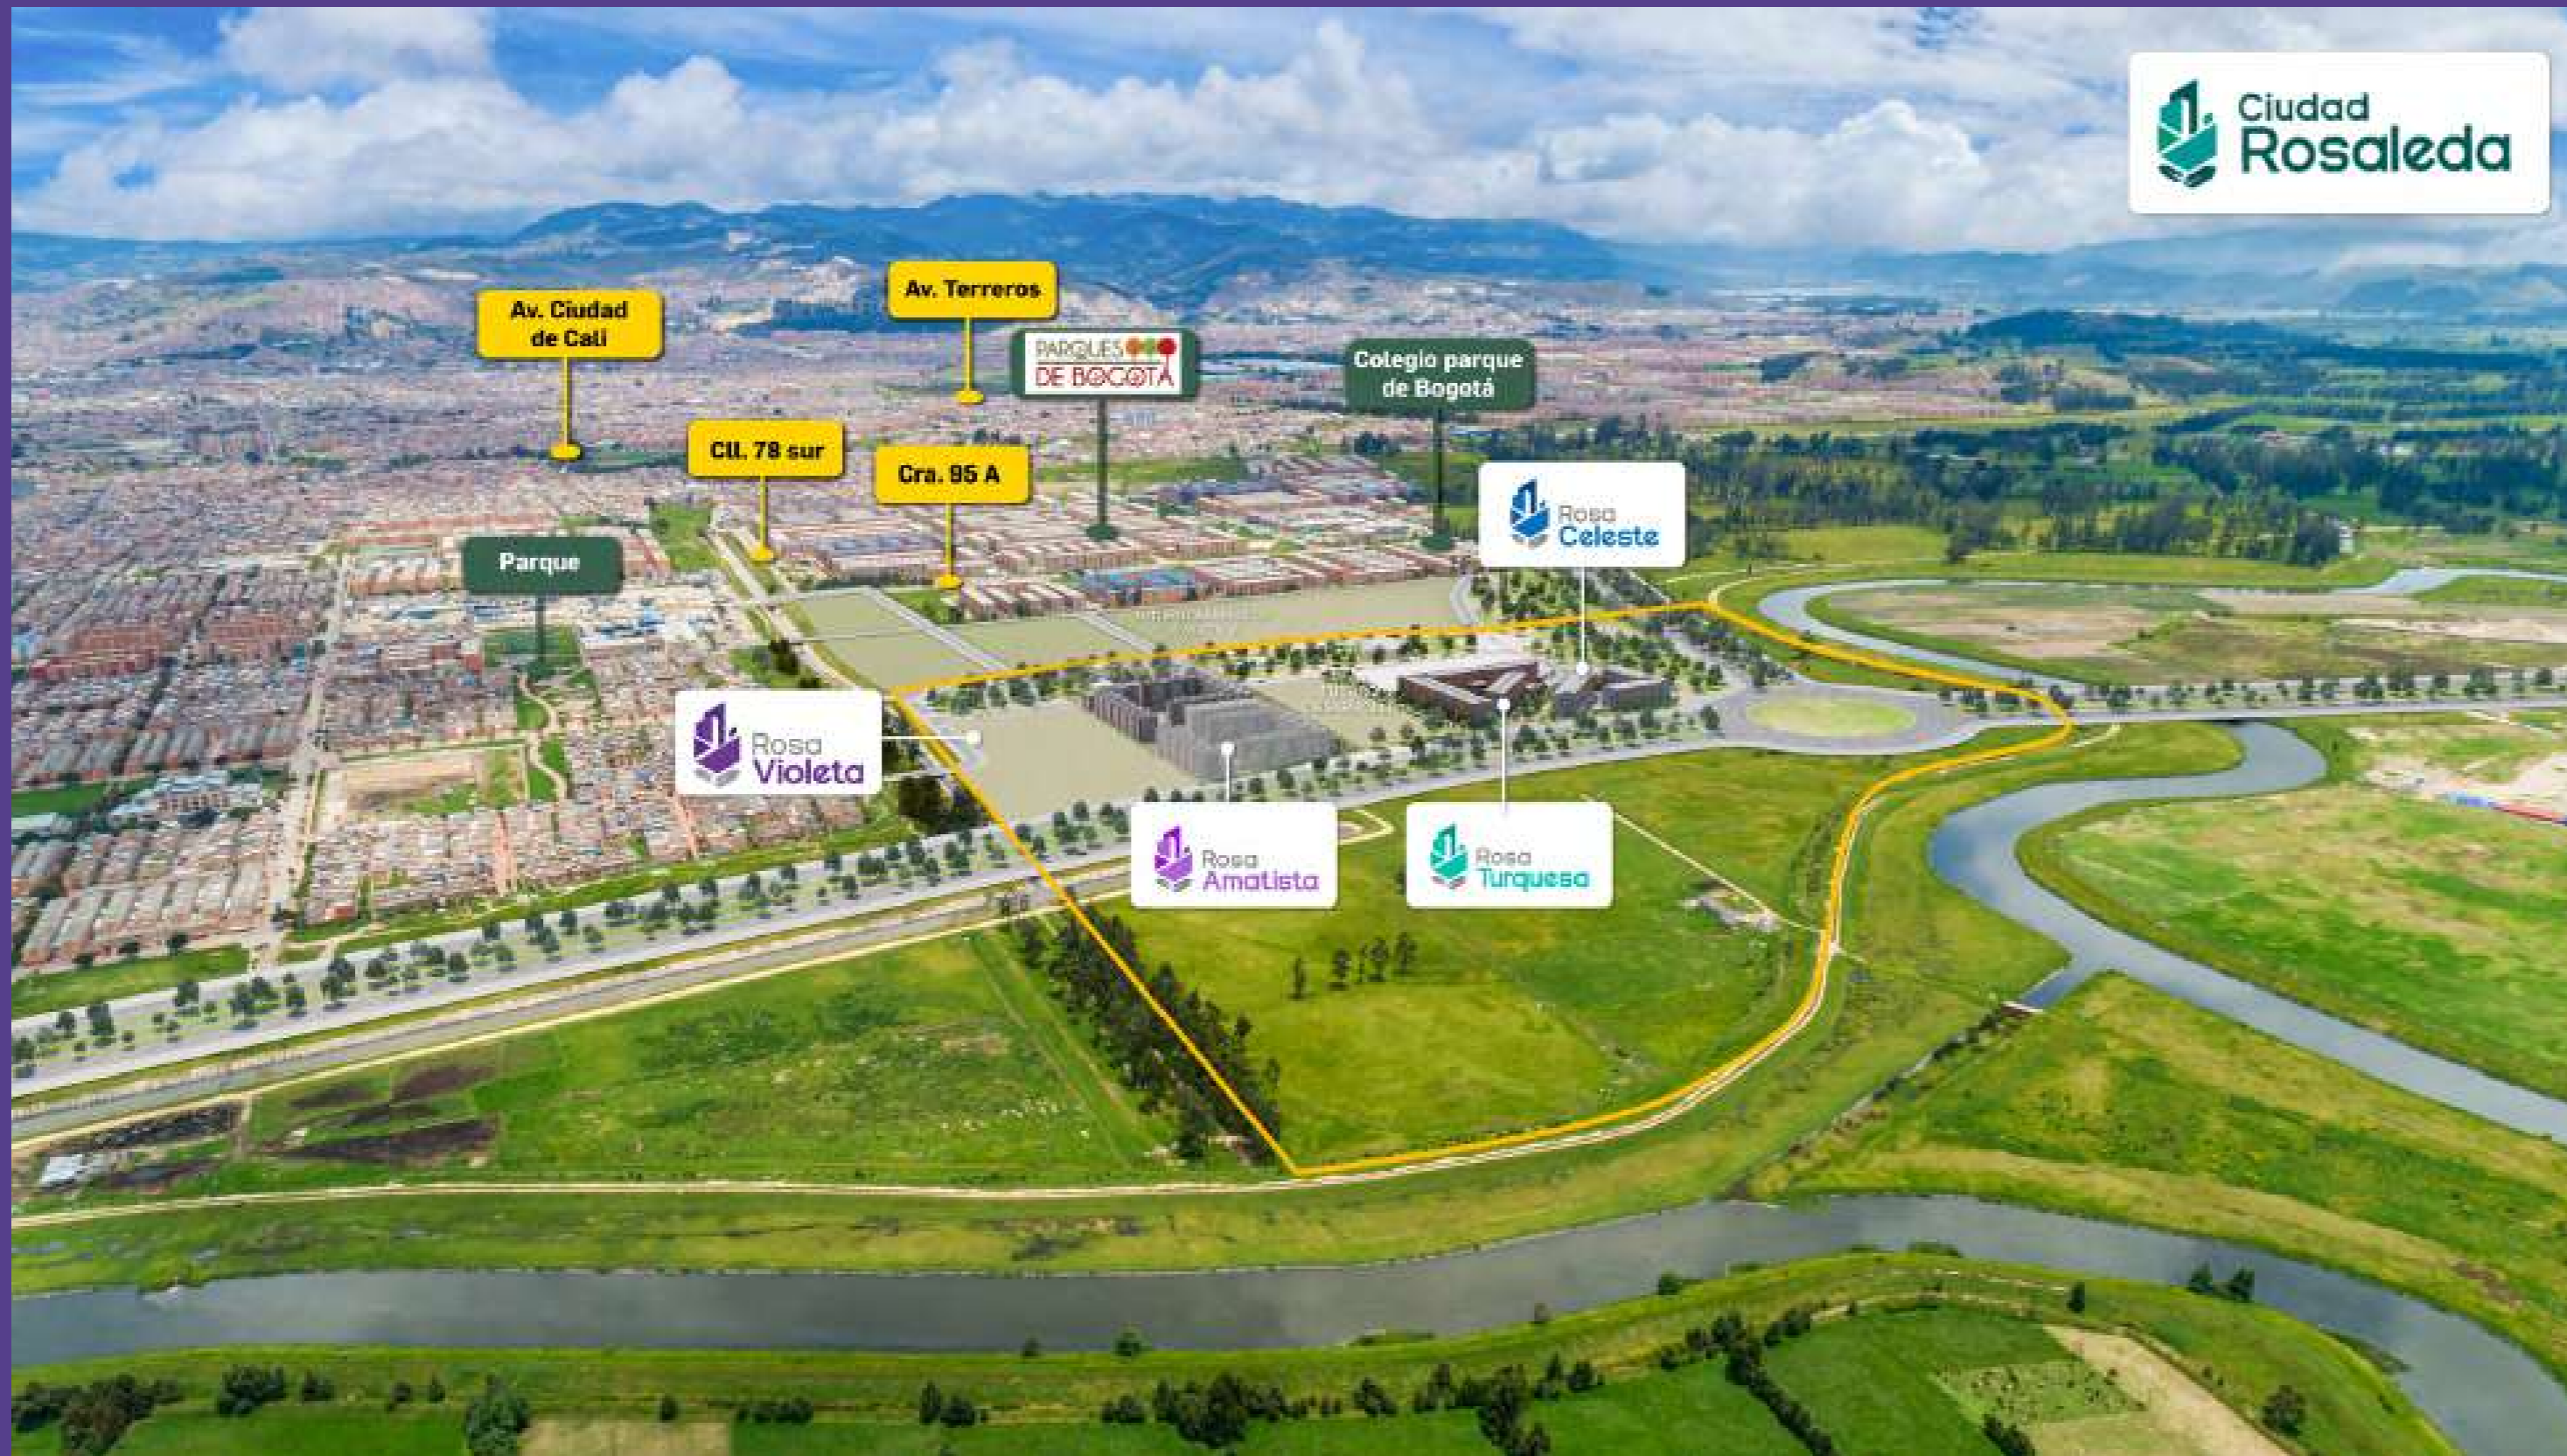 Ciudad
Rosaleda
Av. Terreros
Av. Ciudad
de Cali
PARQUES
DE BOGOTÁ
Colegio parque
de Bogotá
Cll. 78 sur
Cra. 95 A
Rosa
Celeste
Parque
Rosa
Violeta
Rosa
Amatista
Rosa
Turquesa